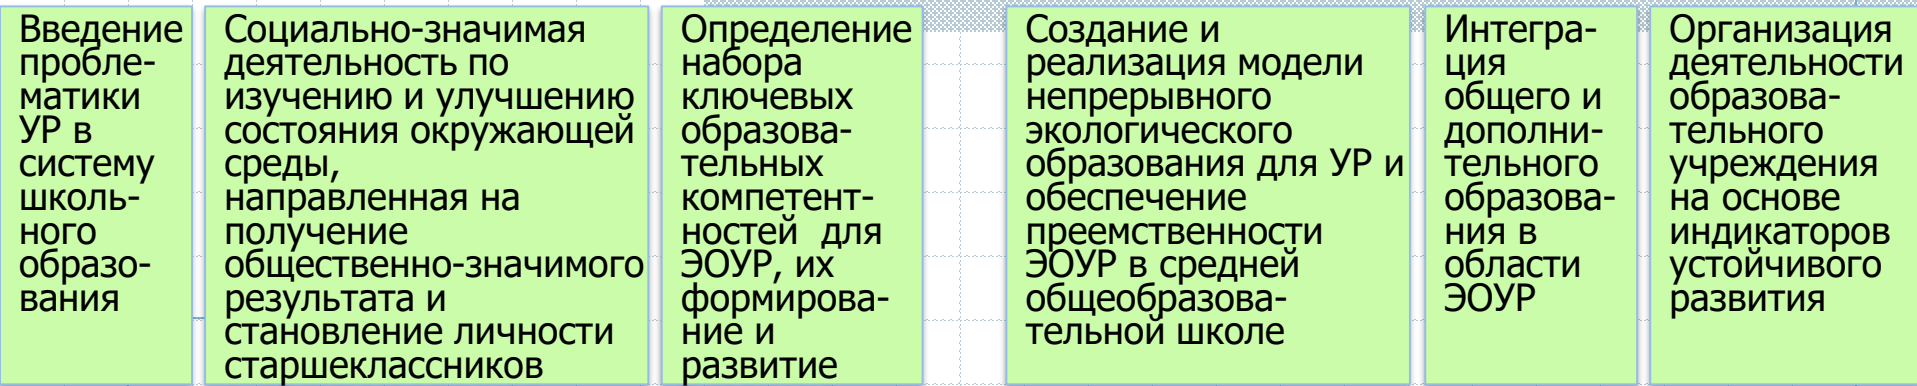 Введение
пробле-
матики
УР в
систему
школь-
ного
образо-
вания
Социально-значимая
деятельность по
изучению и улучшению
состояния окружающей
среды,
направленная на
получение
общественно-значимого
результата и
становление личности
старшеклассников
Определение
набора
ключевых
образова-
тельных
компетент-
ностей для
ЭОУР, их
формирова-
ние и
развитие
Создание и
реализация модели
непрерывного
экологического
образования для УР и
обеспечение
преемственности
ЭОУР в средней
общеобразова-
тельной школе
Интегра-
ция
общего и
дополни-
тельного
образова-
ния в
области
ЭОУР
Организация
деятельности
образова-
тельного
учреждения
на основе
индикаторов
устойчивого
развития